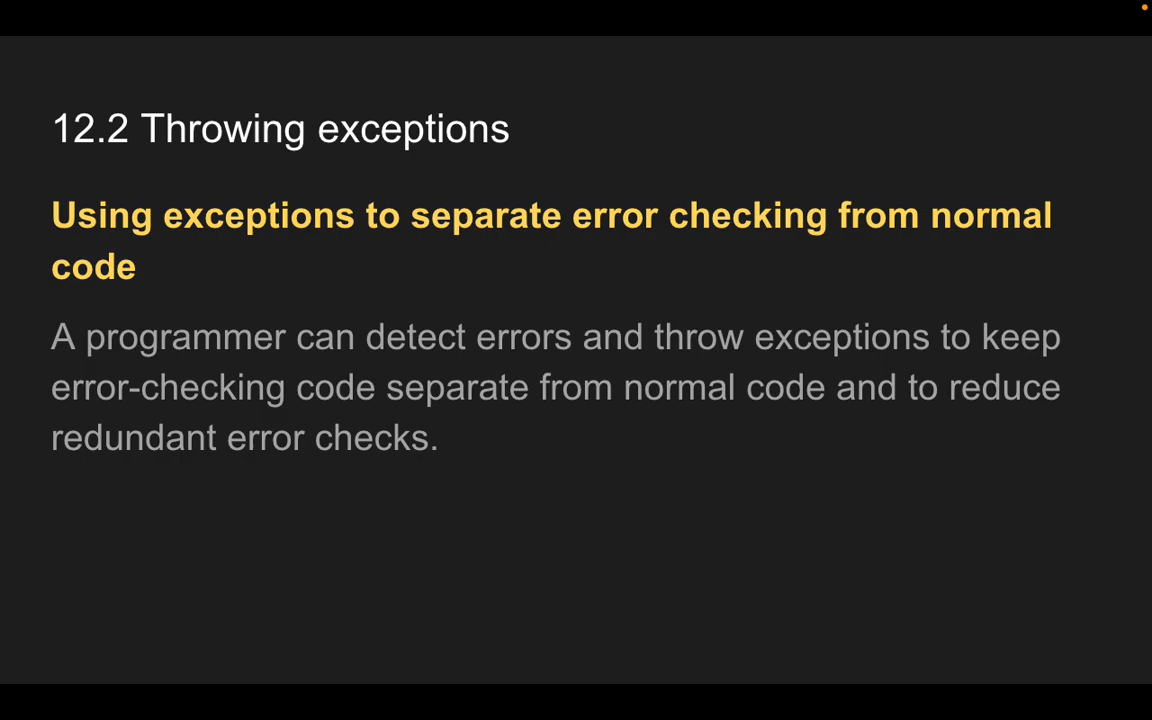 12.2 Throwing exceptions
Using exceptions to separate error checking from normal
code
A programmer can detect errors and throw exceptions to keep
error-checking code separate from normal code and to reduce
redundant error checks.